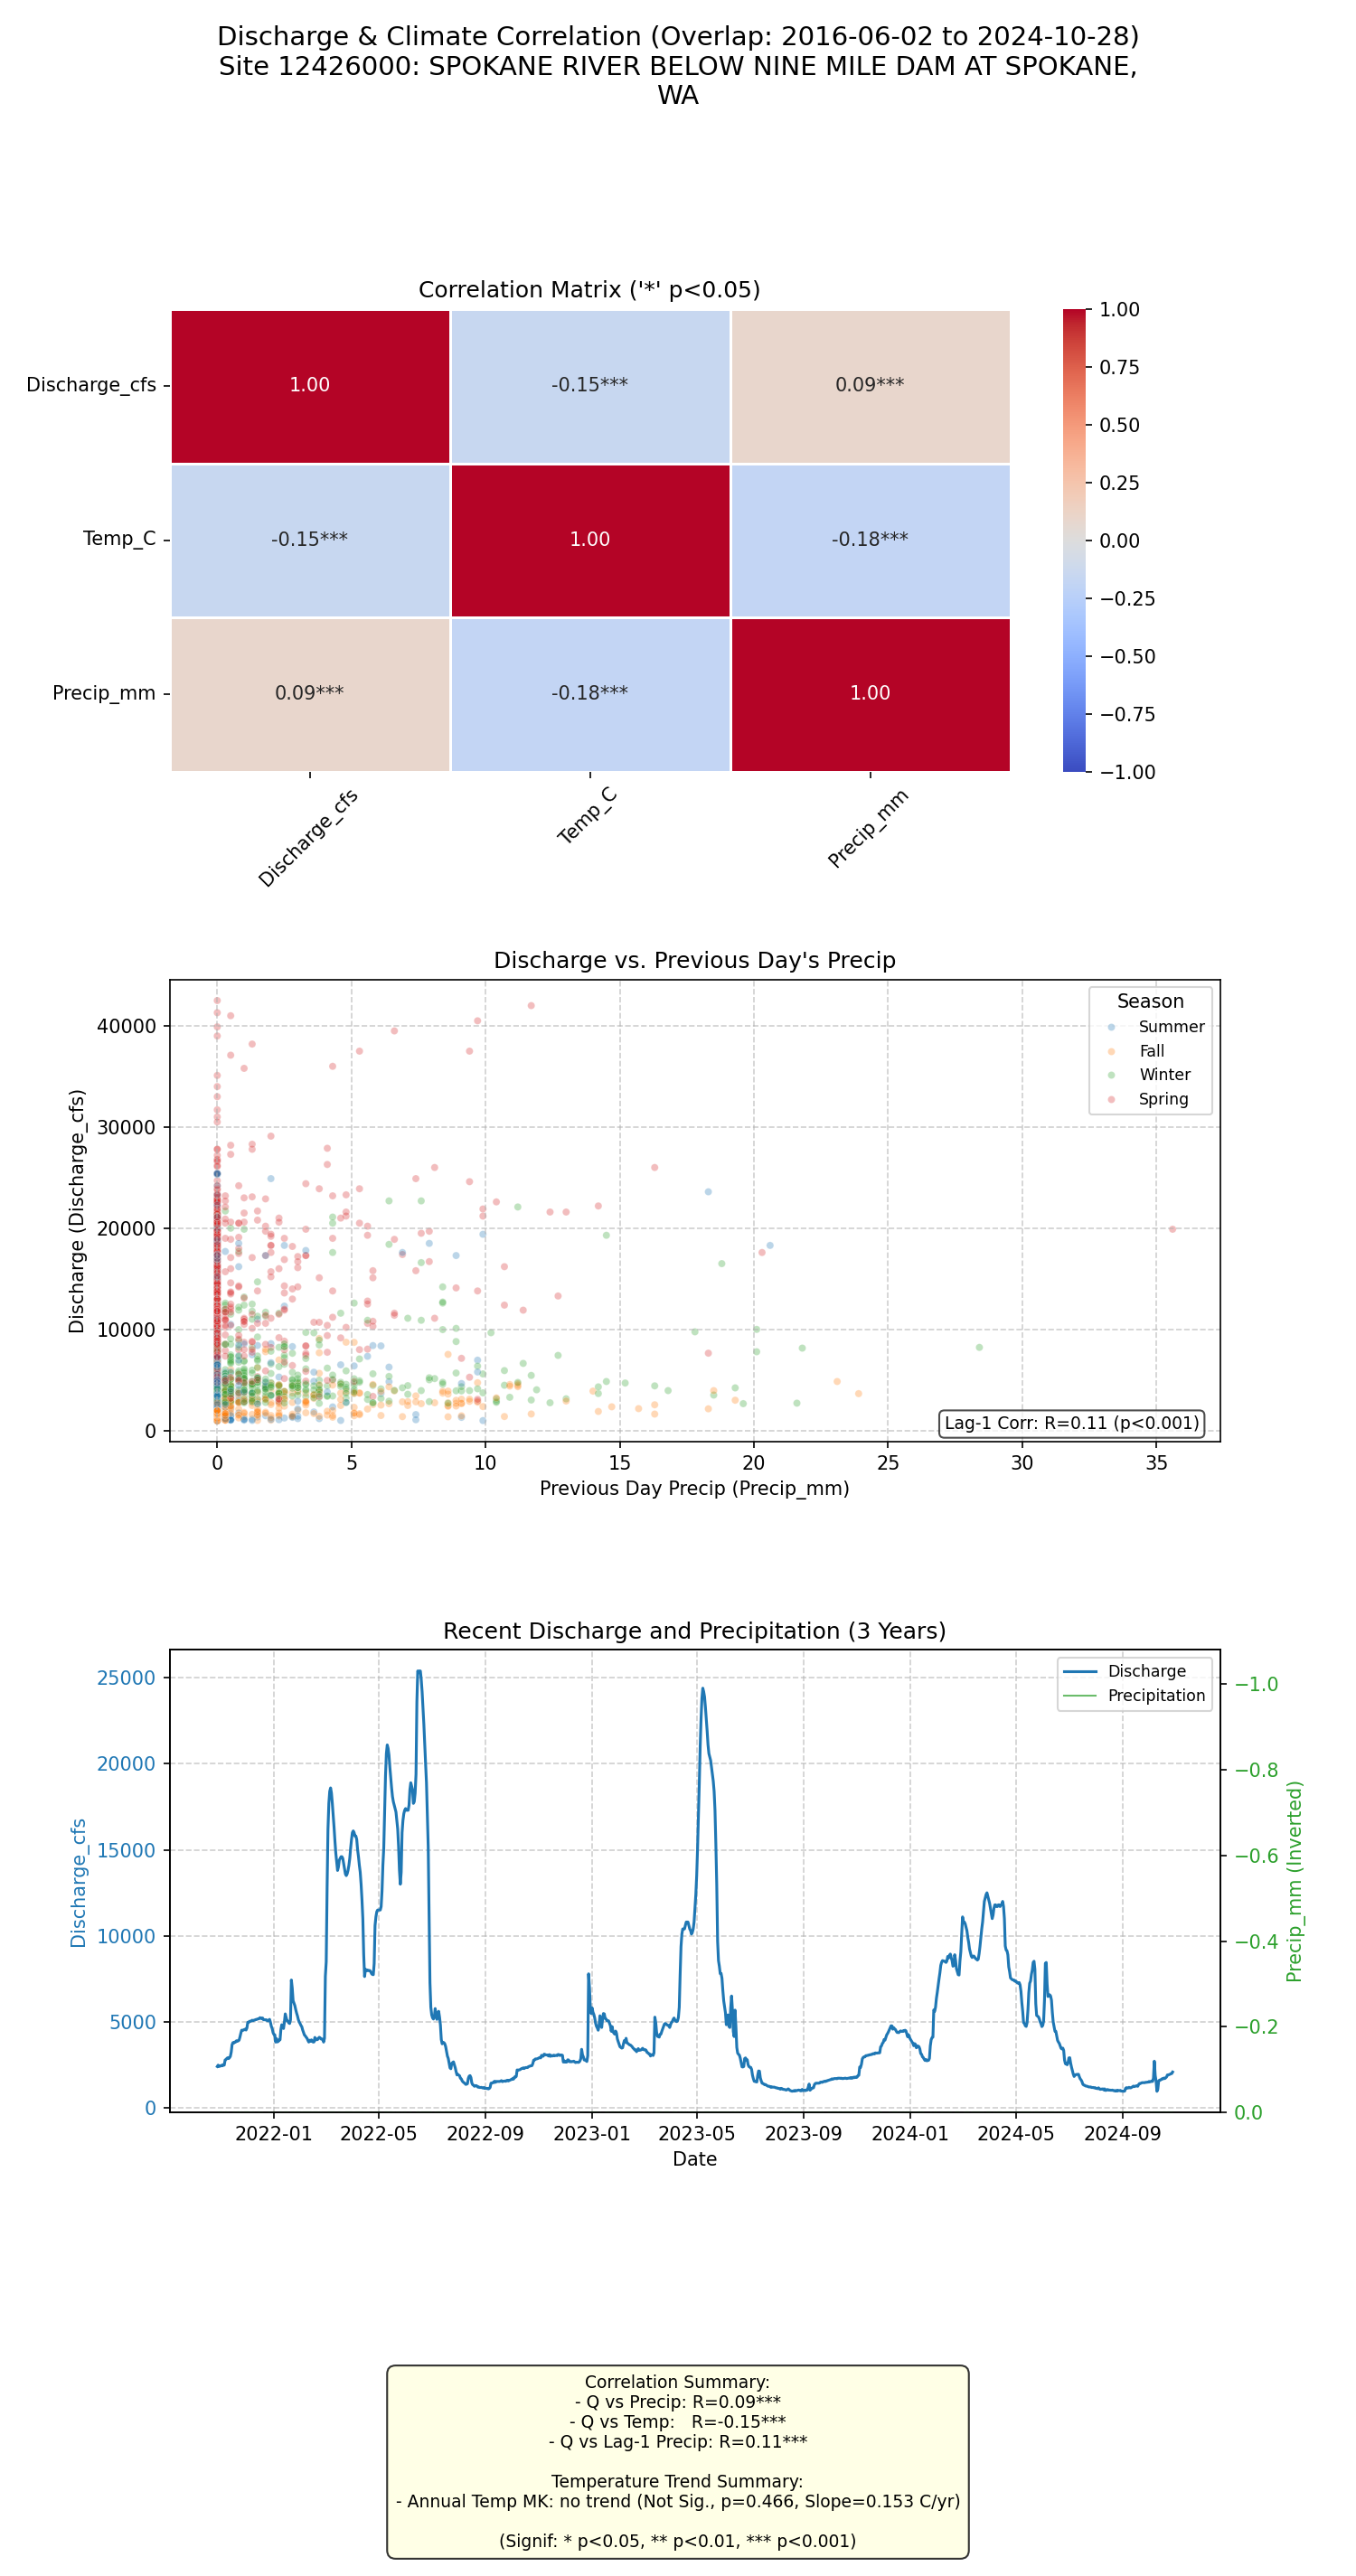 Discharge & Climate Correlation (Overlap: 2016-06-02 to 2024-10-28)
Site 12426000: SPOKANE RIVER BELOW NINE MILE DAM AT SPOKANE,
WA
Correlation Matrix ('*' p<0.05)
Discharge_cfs
Temp_C
Precip_mm
1.00 -0.15*** 0.09***
-0.15*** 1.00 -0.18***
0.09*** -0.18*** 1.00
Discharge_cfs Temp_C Precip_mm
1.00
0.75
0.50
0.25
0.00
−0.25
−0.50
−0.75
−1.00
Discharge vs. Previous Day's Precip
Discharge (Discharge_cfs)
40000
30000
20000
10000
0
Season
Summer
Fall
Winter
Spring
Lag-1 Corr: R=0.11 (p<0.001)
0 5 10 15 20 25 30 35
Previous Day Precip (Precip_mm)
Recent Discharge and Precipitation (3 Years)
Discharge_cfs
25000
20000
15000
10000
5000
0
Discharge
Precipitation
−1.0
−0.8
−0.6
−0.4
−0.2
0.0
Precip_mm (Inverted)
2022-01 2022-05 2022-09 2023-01 2023-05 2023-09 2024-01 2024-05 2024-09
Date
Correlation Summary:
- Q vs Precip: R=0.09***
- Q vs Temp: R=-0.15***
- Q vs Lag-1 Precip: R=0.11***
Temperature Trend Summary:
- Annual Temp MK: no trend (Not Sig., p=0.466, Slope=0.153 C/yr)
(Signif: * p<0.05, ** p<0.01, *** p<0.001)